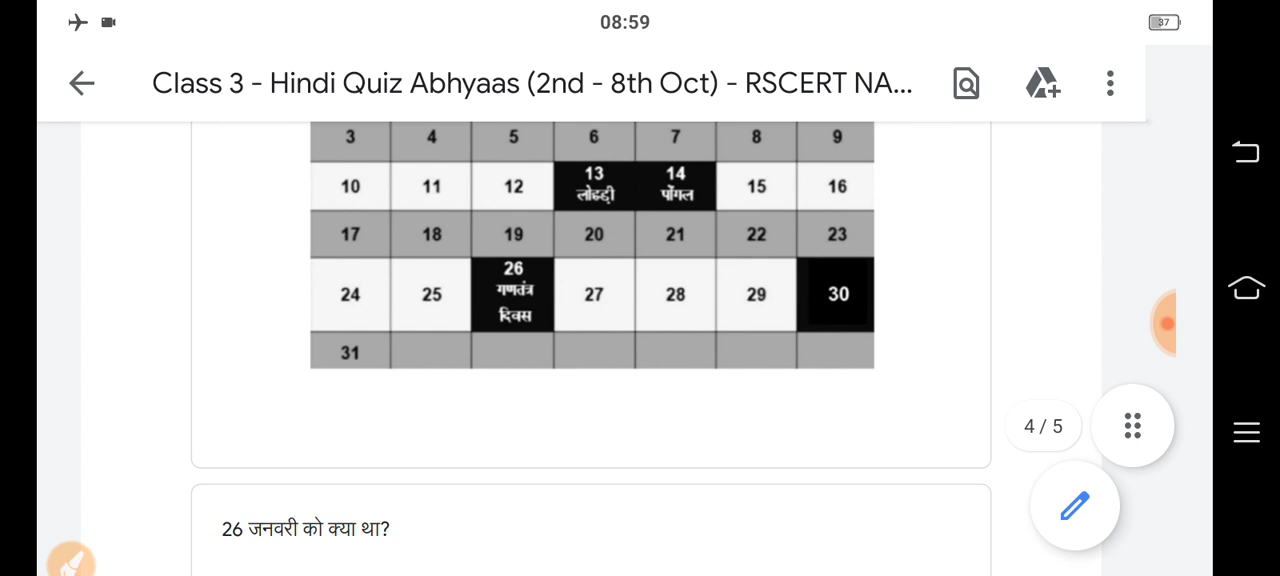 08:59
37
Class 3 - Hindi Quiz Abhyaas (2nd - 8th Oct) - RSCERT NA...
3 4 5 6 7 8 9
10 11 12 13 लोहड़ी 14 पोंगल 15 16
17 18 19 20 21 22 23
24 25 26 गणतंत्र दिवस 27 28 29 30
31
4 / 5
26 जनवरी को क्या था?